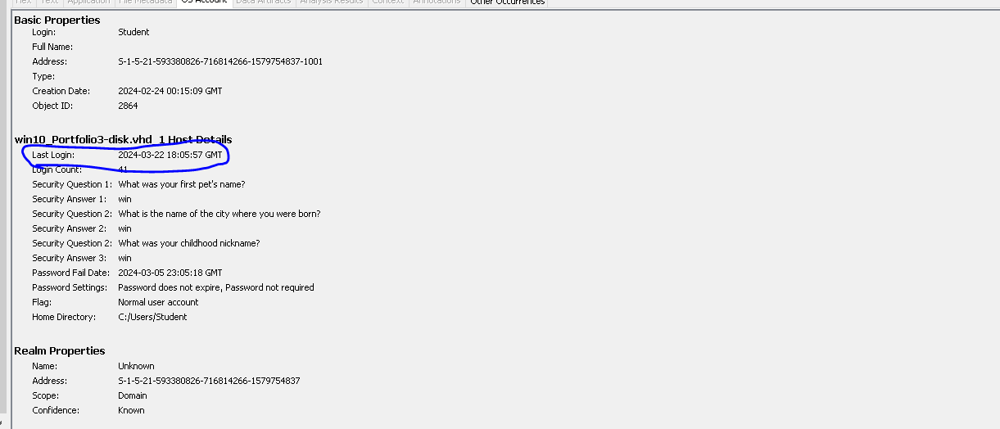 Hex Text Application File Metadata OS Account Data Artifacts Analysis Results Context Annotations Other Occurrences
Basic Properties
Login: Student
Full Name:
Address: S-1-5-21-593380826-716814266-1579754837-1001
Type:
Creation Date: 2024-02-24 00:15:09 GMT
Object ID: 2864
win10_Portfolio3-disk.vhd_1 Host Details
Last Login: 2024-03-22 18:05:57 GMT
Login Count: 41
Security Question 1: What was your first pet's name?
Security Answer 1: win
Security Question 2: What is the name of the city where you were born?
Security Answer 2: win
Security Question 2: What was your childhood nickname?
Security Answer 3: win
Password Fail Date: 2024-03-05 23:05:18 GMT
Password Settings: Password does not expire, Password not required
Flag: Normal user account
Home Directory: C:/Users/Student
Realm Properties
Name: Unknown
Address: S-1-5-21-593380826-716814266-1579754837
Scope: Domain
Confidence: Known